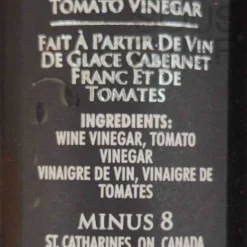 TOMATO VINEGAR
FAIT À PARTIR DE VIN
DE GLACE CABERNET
FRANC ET DE
TOMATES
INGREDIENTS:
WINE VINEGAR, TOMATO
VINEGAR
VINAIGRE DE VIN, VINAIGRE DE
TOMATES
MINUS 8
ST. CATHARINES, ON, CANADA